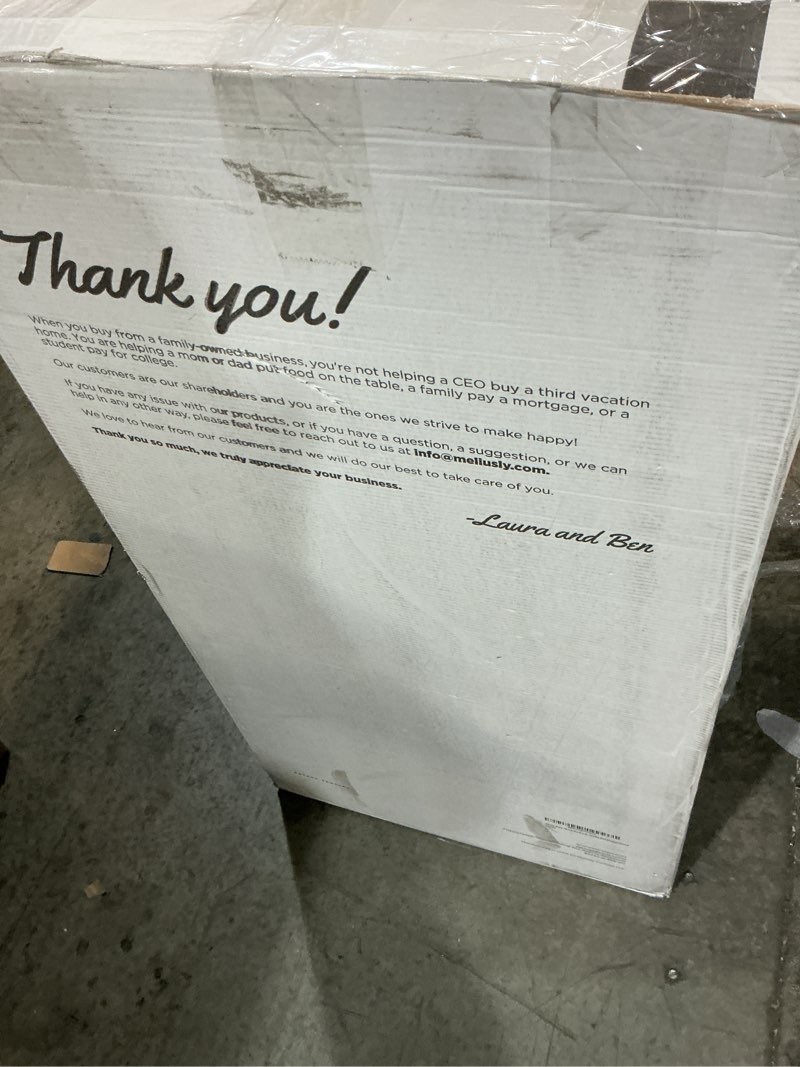 Thank you!
When you buy from a family-owned business, you're not helping a CEO buy a third vacation
home. You are helping a mom or dad put food on the table, a family pay a mortgage, or a
student pay for college.
Our customers are our shareholders and you are the ones we strive to make happy!
If you have any issue with our products, or if you have a question, a suggestion, or we can
help in any other way, please feel free to reach out to us at info@mellusly.com.
We love to hear from our customers and we will do our best to take care of you.
Thank you so much, we truly appreciate your business.
-Laura and Ben